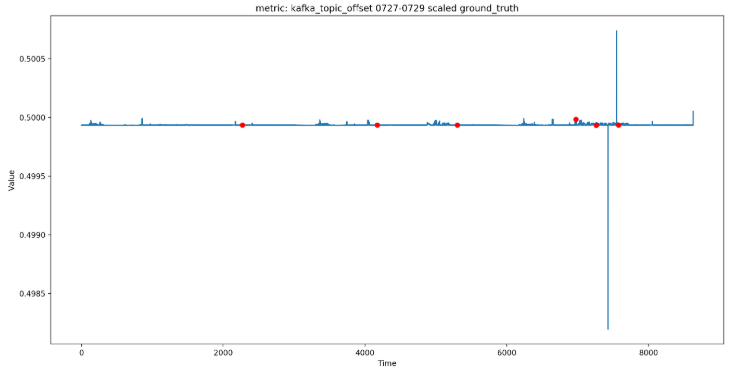 metric: kafka_topic_offset 0727-0729 scaled ground_truth
0.5005
0.5000
0.4995
0.4990
0.4985
Value
0 2000 4000 6000 8000
Time